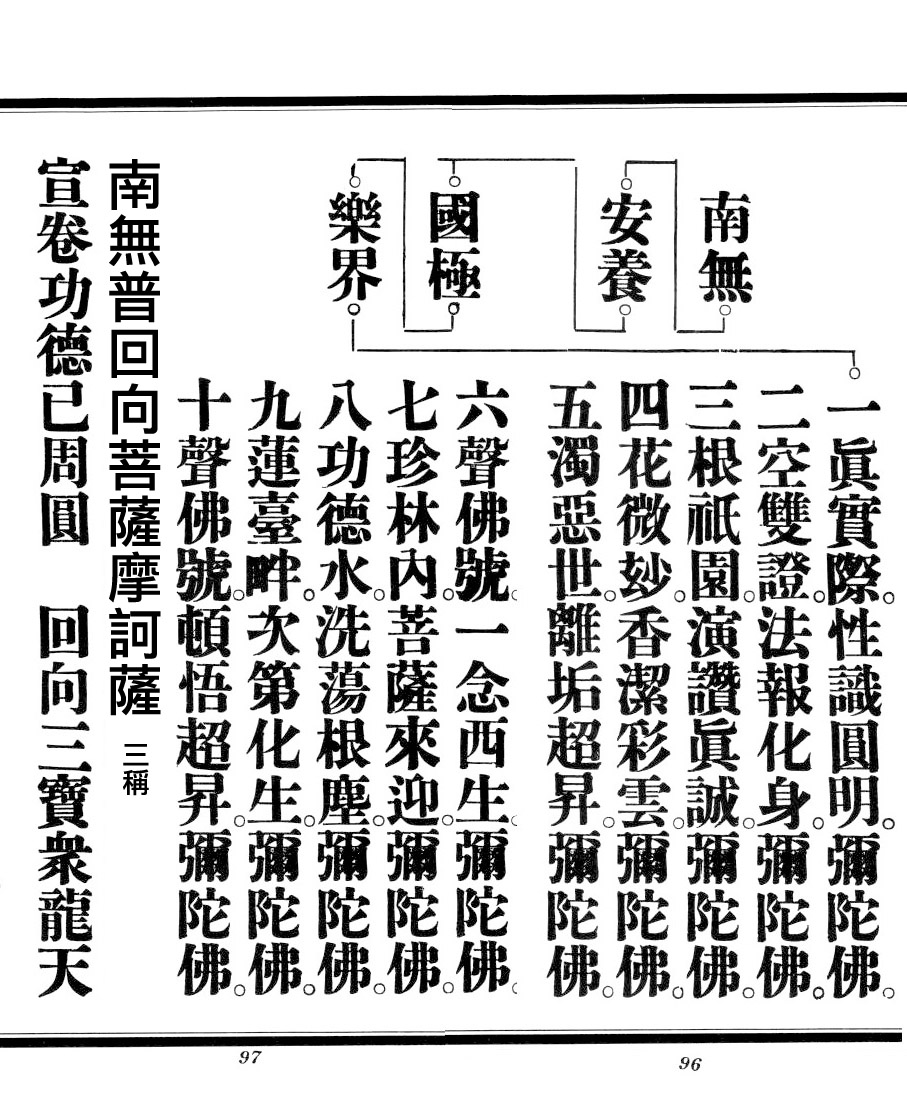 南無
安養
國極
樂界
一眞實際。性識圓明。彌陀佛。
二空雙證。法報化身。彌陀佛。
三根祇園。演讚眞誠。彌陀佛。
四花微妙。香潔彩雲。彌陀佛。
五濁惡世。離垢超昇。彌陀佛。
六聲佛號。一念西生。彌陀佛。
七珍林內。菩薩來迎。彌陀佛。
八功德水。洗蕩根塵。彌陀佛。
九蓮臺畔。次第化生。彌陀佛。
十聲佛號。頓悟超昇。彌陀佛。
南無普回向菩薩摩訶薩 三稱
宣卷功德已周圓 回向三寶衆龍天
96
97